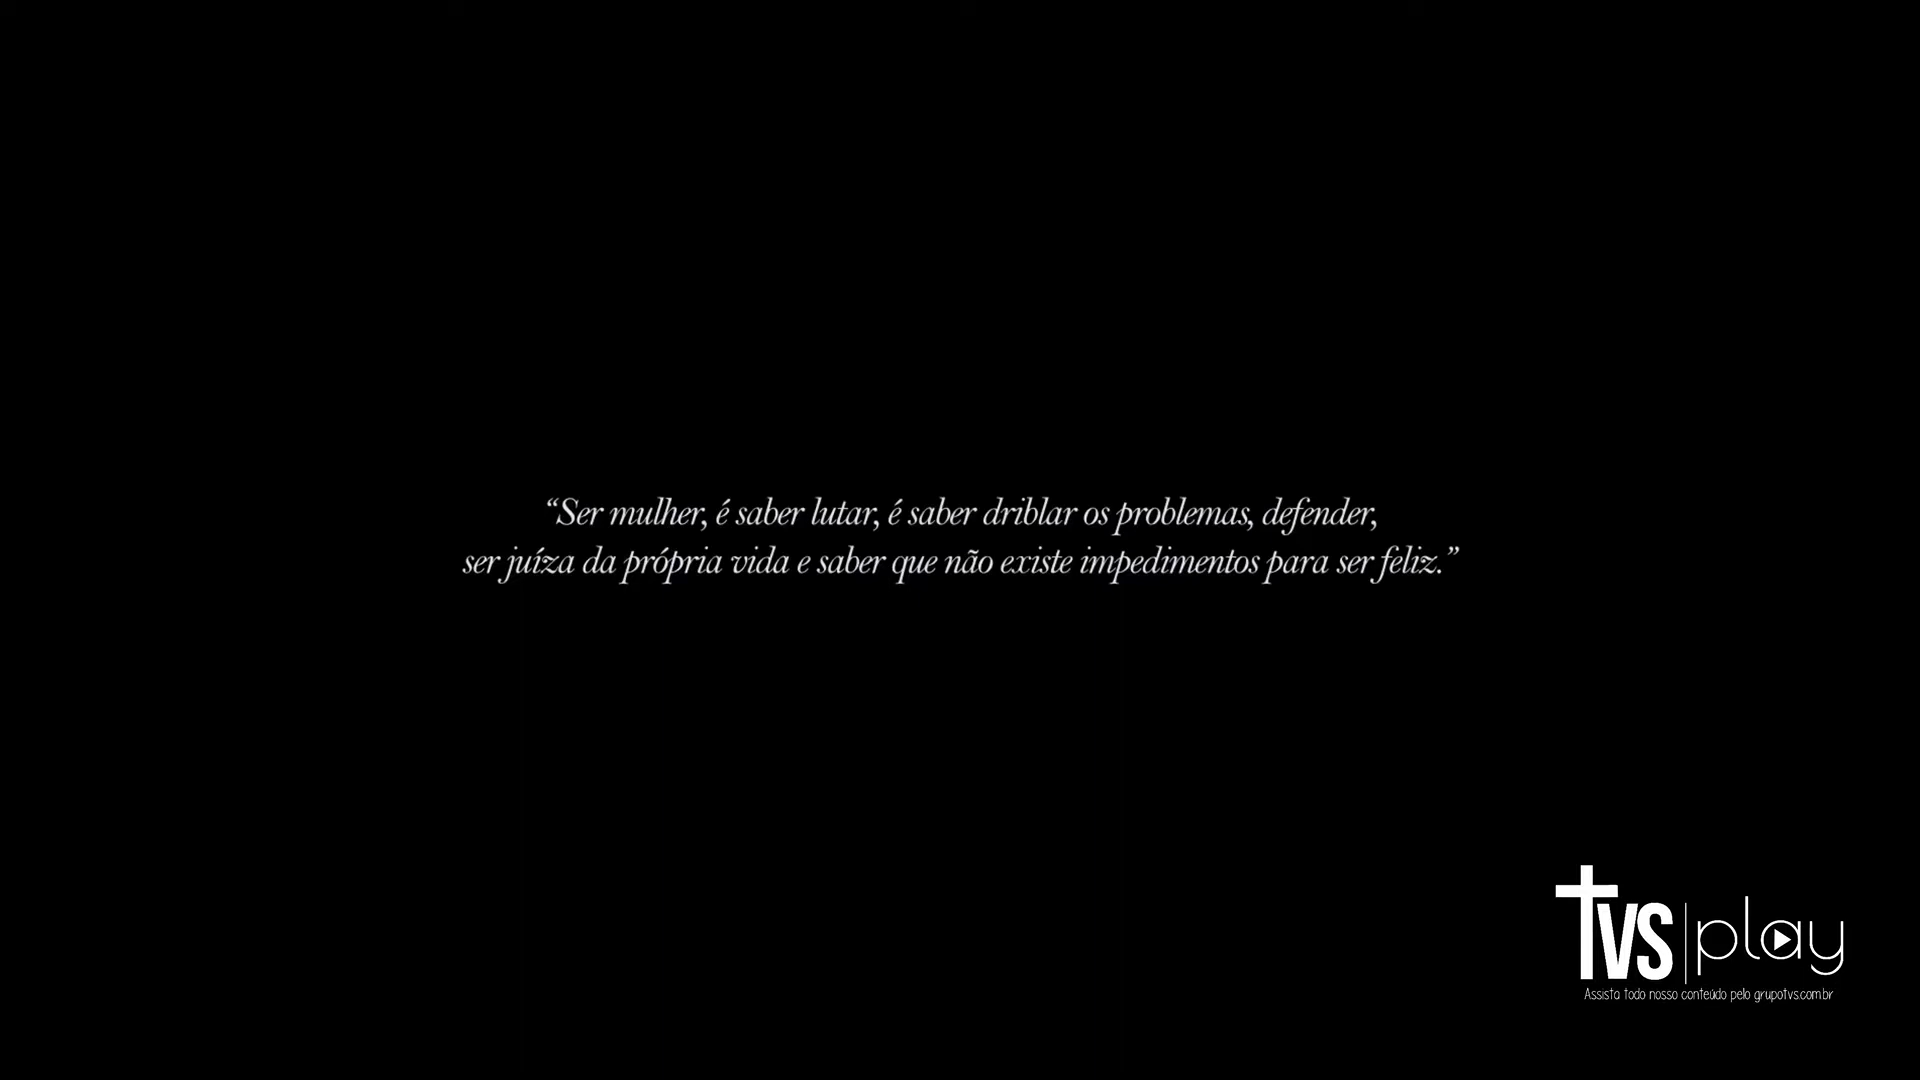 “Ser mulher, é saber lutar, é saber driblar os problemas, defender,
ser juíza da própria vida e saber que não existe impedimentos para ser feliz.”
TVS play
Assista todo nosso conteúdo pelo grupotvs.com.br